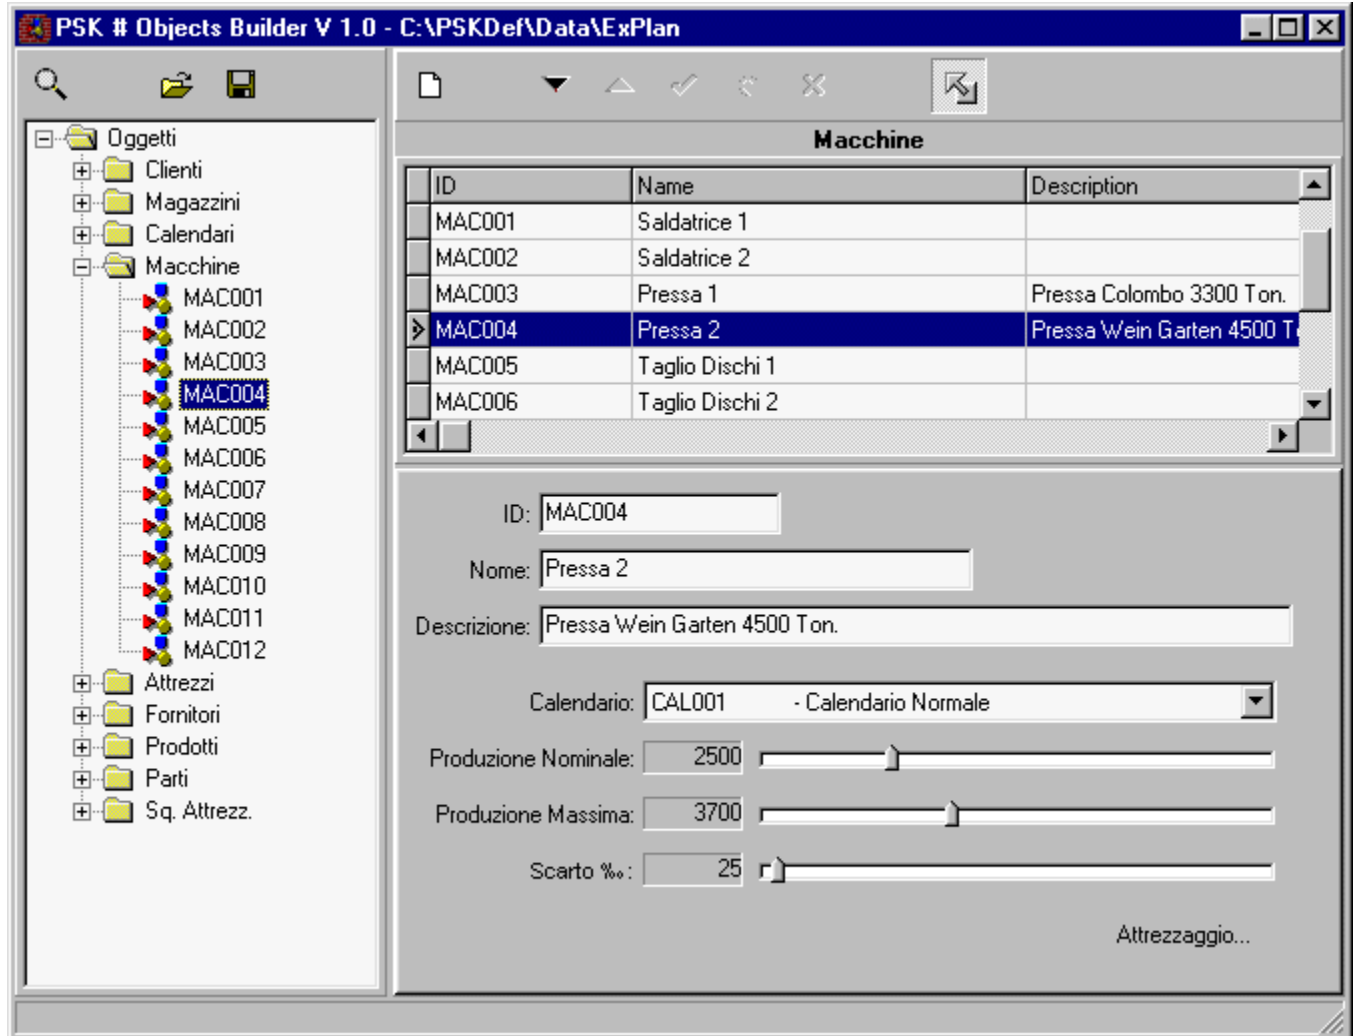 PSK # Objects Builder V 1.0 - C:\PSKDef\Data\ExPlan
Oggetti
Clienti
Magazzini
Calendari
Macchine
MAC001
MAC002
MAC003
MAC004
MAC005
MAC006
MAC007
MAC008
MAC009
MAC010
MAC011
MAC012
Attrezzi
Fornitori
Prodotti
Parti
Sq. Attrezz.
Macchine
ID Name Description
MAC001 Saldatrice 1
MAC002 Saldatrice 2
MAC003 Pressa 1 Pressa Colombo 3300 Ton.
MAC004 Pressa 2 Pressa Wein Garten 4500 T
MAC005 Taglio Dischi 1
MAC006 Taglio Dischi 2
ID: MAC004
Nome: Pressa 2
Descrizione: Pressa Wein Garten 4500 Ton.
Calendario: CAL001 - Calendario Normale
Produzione Nominale: 2500
Produzione Massima: 3700
Scarto ‰: 25
Attrezzaggio...